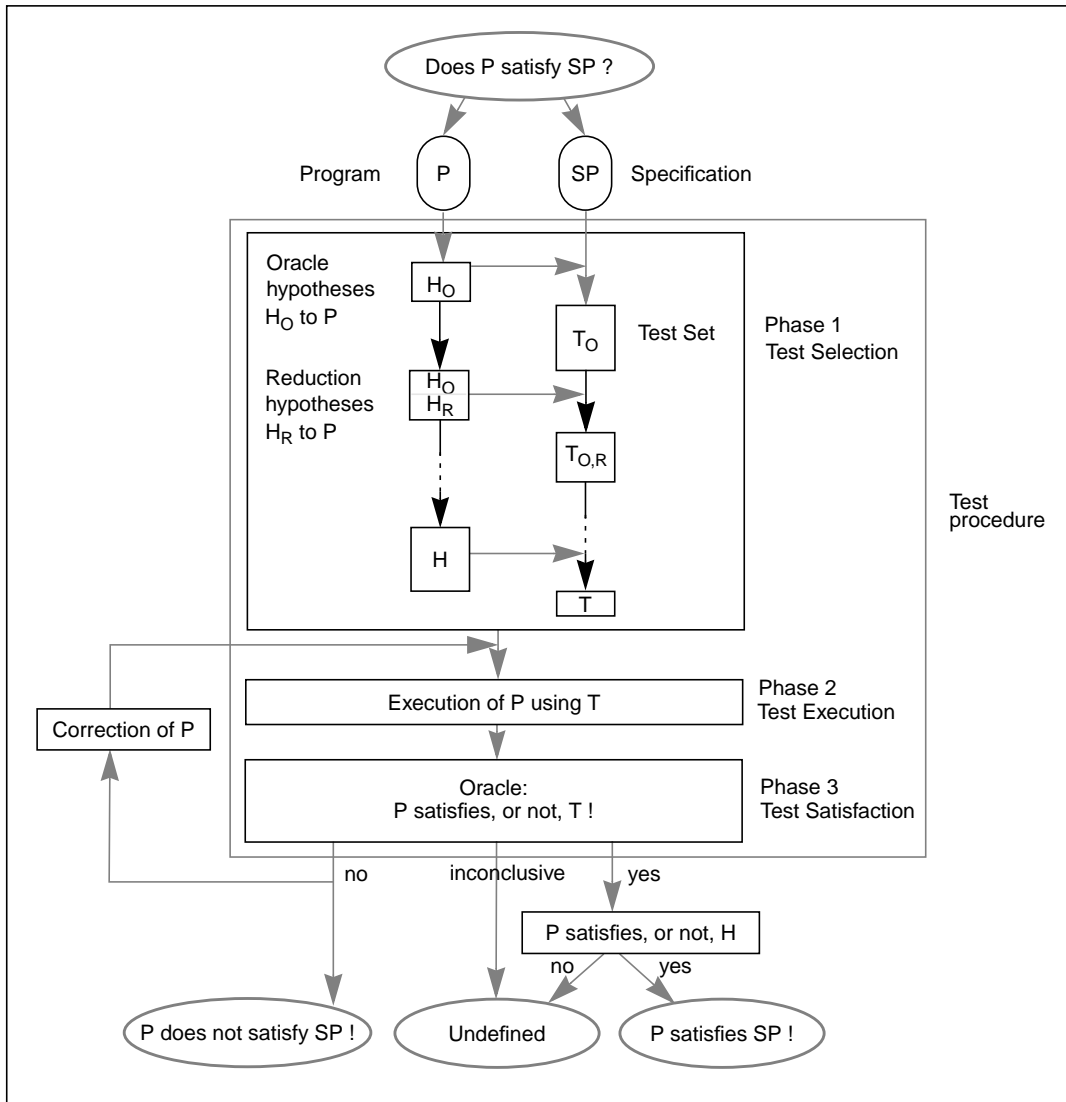 Does P satisfy SP ?
Program
P
SP
Specification
Oracle
hypotheses
H_O to P
H_O
T_O
Test Set
Phase 1
Test Selection
Reduction
hypotheses
H_R to P
H_O
H_R
T_O,R
Test
procedure
H
T
Execution of P using T
Phase 2
Test Execution
Correction of P
Oracle:
P satisfies, or not, T !
Phase 3
Test Satisfaction
no
inconclusive
yes
P satisfies, or not, H
no
yes
P does not satisfy SP !
Undefined
P satisfies SP !